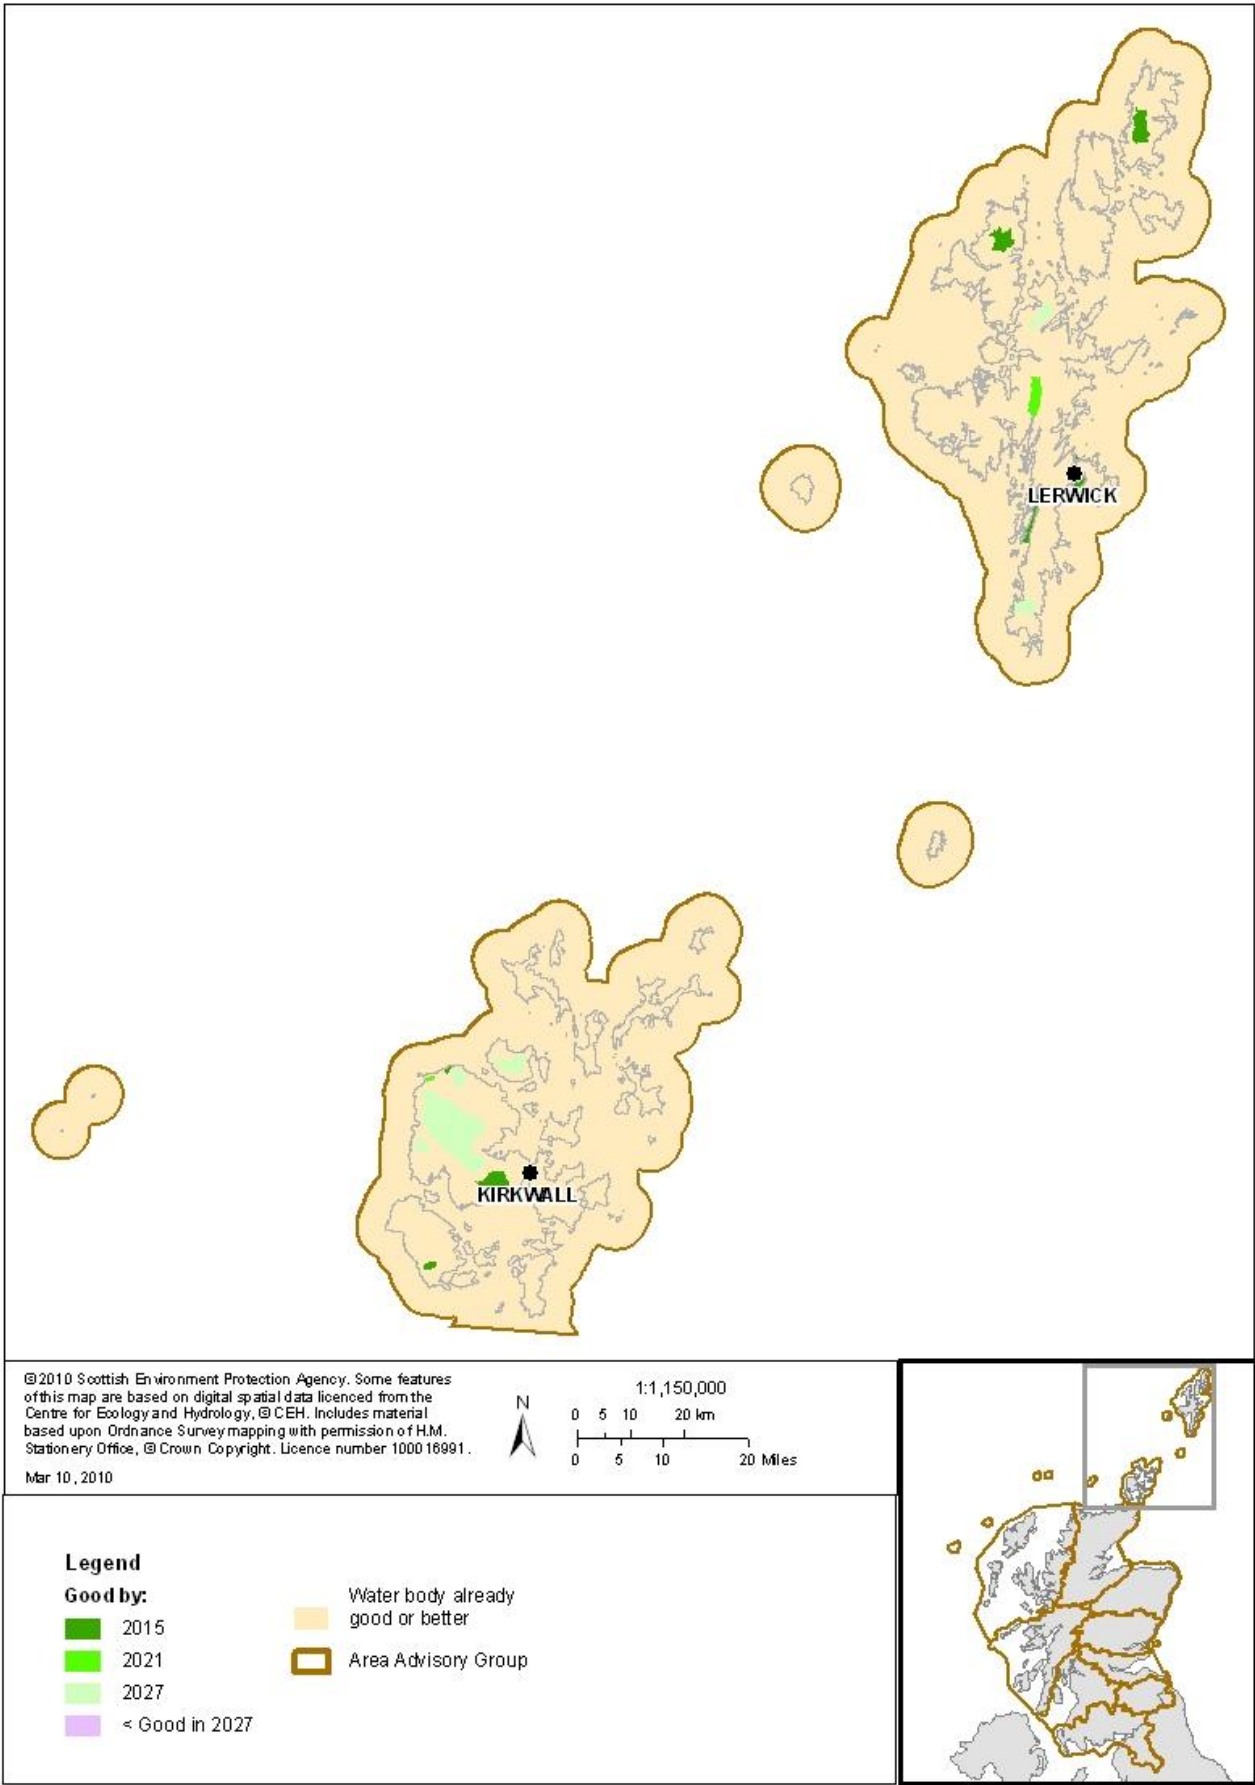 LERWICK
KIRKWALL
©2010 Scottish Environment Protection Agency. Some features
of this map are based on digital spatial data licenced from the
Centre for Ecology and Hydrology, © CEH. Includes material
based upon Ordnance Survey mapping with permission of H.M.
Stationery Office, © Crown Copyright. Licence number 100016991.
Mar 10, 2010
N
1:1,150,000
0 5 10 20 km
0 5 10 20 Miles
Legend
Good by:
2015
2021
2027
< Good in 2027
Water body already
good or better
Area Advisory Group